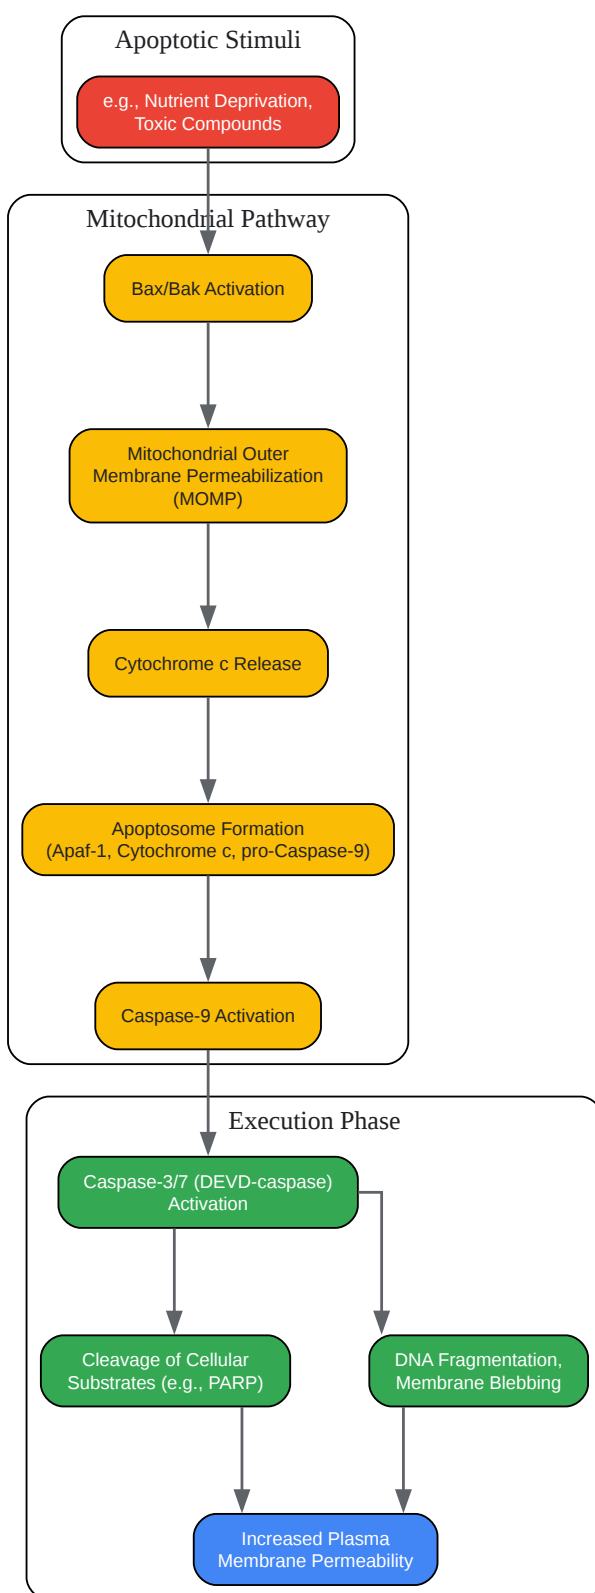 Apoptotic Stimuli
e.g., Nutrient Deprivation,
Toxic Compounds
Mitochondrial Pathway
Bax/Bak Activation
Mitochondrial Outer
Membrane Permeabilization
(MOMP)
Cytochrome c Release
Apoptosome Formation
(Apaf-1, Cytochrome c, pro-Caspase-9)
Caspase-9 Activation
Execution Phase
Caspase-3/7 (DEVD-caspase)
Activation
Cleavage of Cellular
Substrates (e.g., PARP)
DNA Fragmentation,
Membrane Blebbing
Increased Plasma
Membrane Permeability